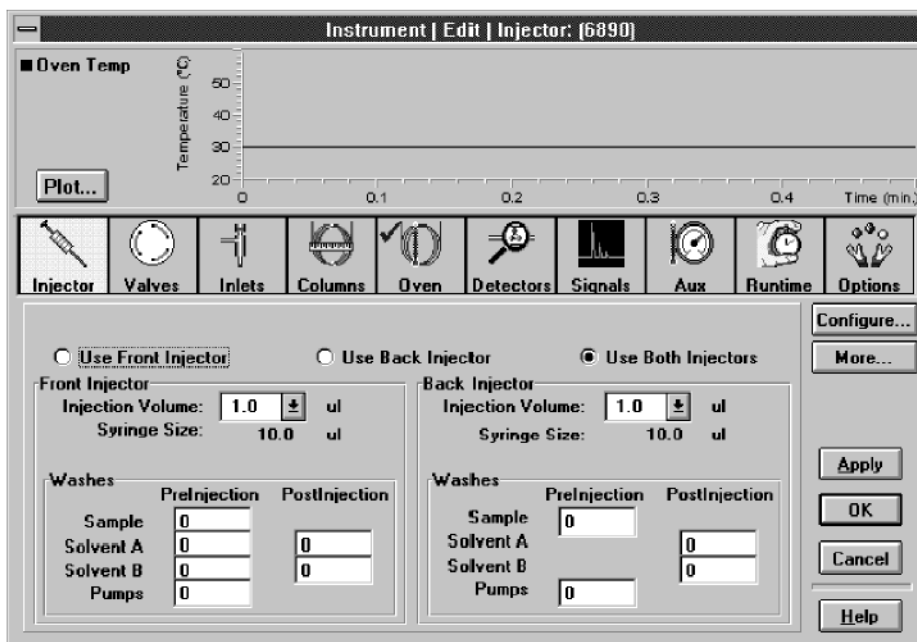 Instrument | Edit | Injector: (6890)
Oven Temp
Temperature (°C)
50
40
30
20
0 0.1 0.2 0.3 0.4 Time (min.)
Plot...
Injector Valves Inlets Columns Oven Detectors Signals Aux Runtime Options
Configure...
More...
Use Front Injector Use Back Injector Use Both Injectors
Front Injector
Injection Volume: 1.0 ul
Syringe Size: 10.0 ul
Washes
PreInjection PostInjection
Sample 0
Solvent A 0 0
Solvent B 0 0
Pumps 0
Back Injector
Injection Volume: 1.0 ul
Syringe Size: 10.0 ul
Washes
PreInjection PostInjection
Sample 0
Solvent A 0
Solvent B 0
Pumps 0
Apply
OK
Cancel
Help